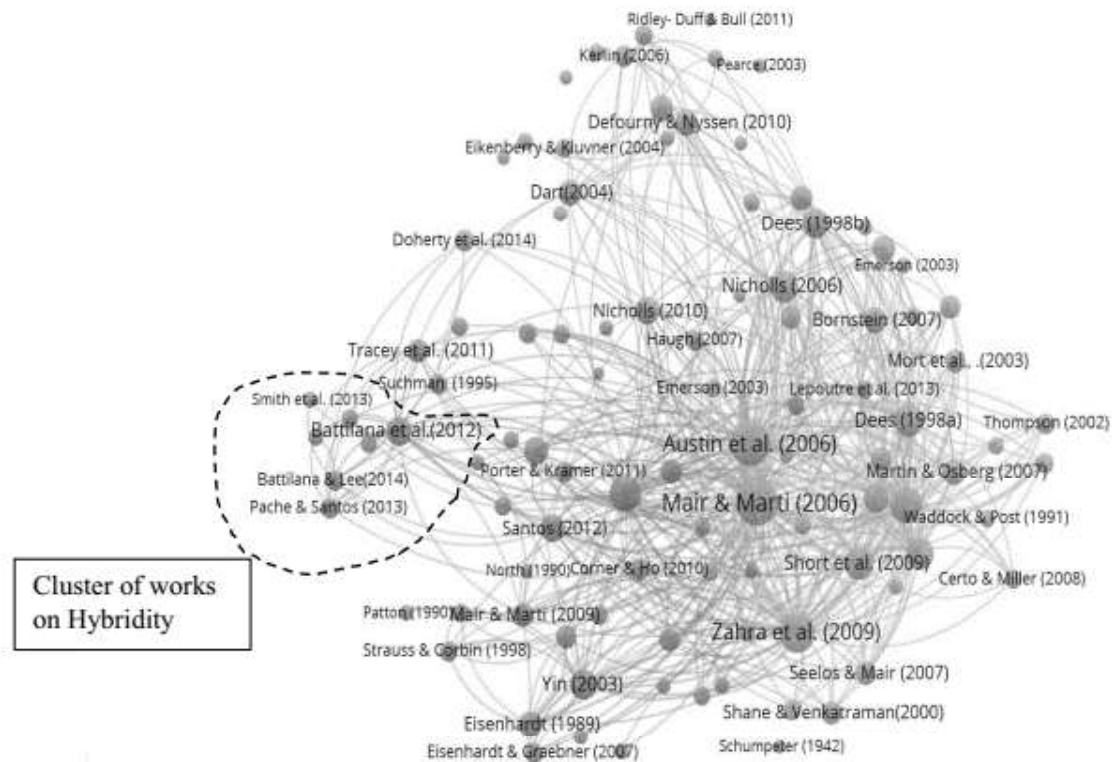 Ridley- Duff & Bull (2011)
Kerlin (2006)
Pearce (2003)
Defourny & Nyssen (2010)
Eikenberry & Kluvner (2004)
Dart(2004)
Dees (1998b)
Doherty et al. (2014)
Emerson (2003)
Nicholls (2006)
Nicholls (2010)
Bornstein (2007)
Haugh (2007)
Tracey et al. (2011)
Mort et al., .(2003)
Suchman (1995)
Emerson (2003)
Lepoutre et al. (2013)
Smith et al. (2013)
Dees (1998a)
Thompson (2002)
Battilana et al.(2012)
Austin et al. (2006)
Porter & Kramer (2011)
Martin & Osberg (2007)
Battilana & Lee(2014)
Mair & Marti (2006)
Pache & Santos (2013)
Waddock & Post (1991)
Santos (2012)
Short et al. (2009)
North (1990)
Corner & Ho (2010)
Certo & Miller (2008)
Cluster of works
on Hybridity
Patton (1990)
Mair & Marti (2009)
Zahra et al. (2009)
Strauss & Corbin (1998)
Seelos & Mair (2007)
Yin (2003)
Shane & Venkatraman(2000)
Eisenhardt (1989)
Schumpeter (1942)
Eisenhardt & Graebner (2007)